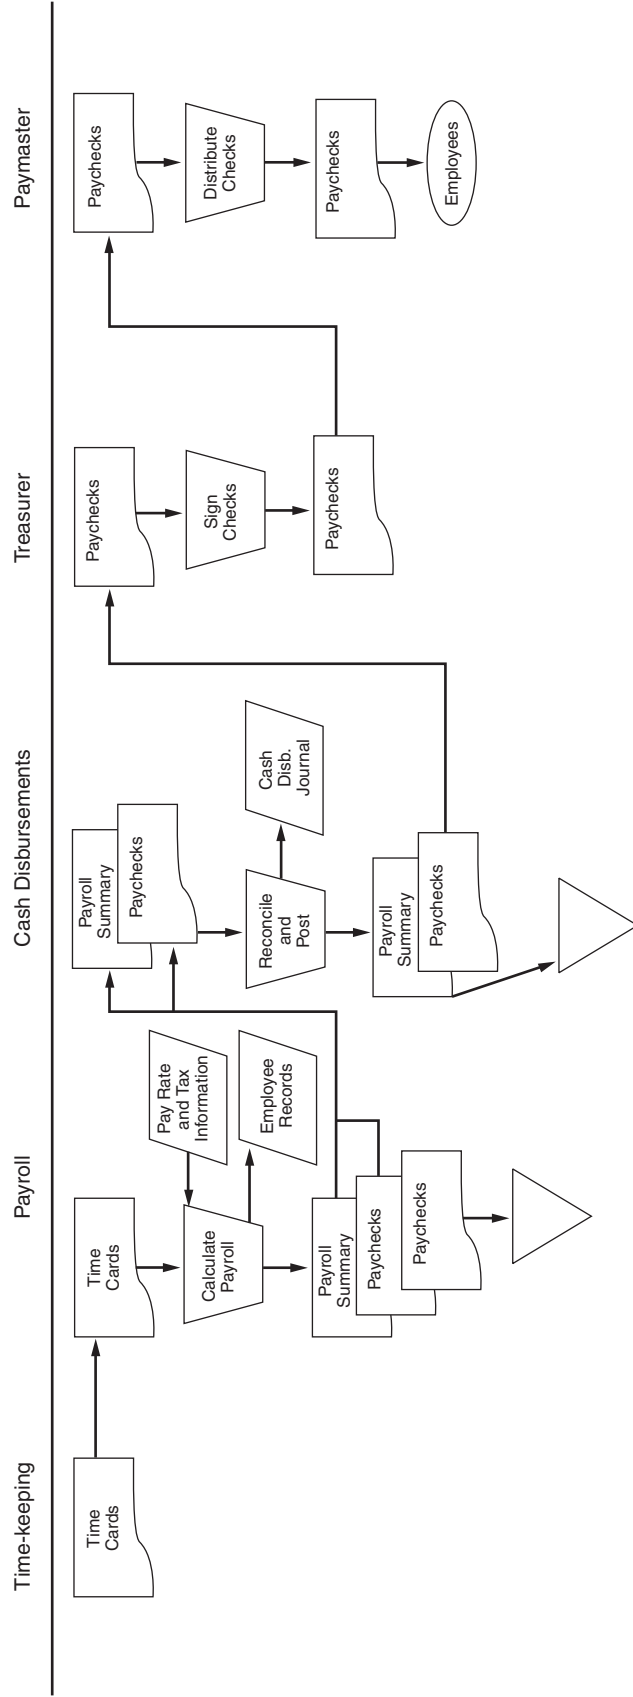 Time-keeping
Payroll
Cash Disbursements
Treasurer
Paymaster
Time
Cards
Time
Cards
Pay Rate
and Tax
Information
Calculate
Payroll
Employee
Records
Payroll
Summary
Paychecks
Paychecks
Payroll
Summary
Paychecks
Reconcile
and
Post
Cash
Disb.
Journal
Payroll
Summary
Paychecks
Paychecks
Sign
Checks
Paychecks
Paychecks
Distribute
Checks
Paychecks
Employees